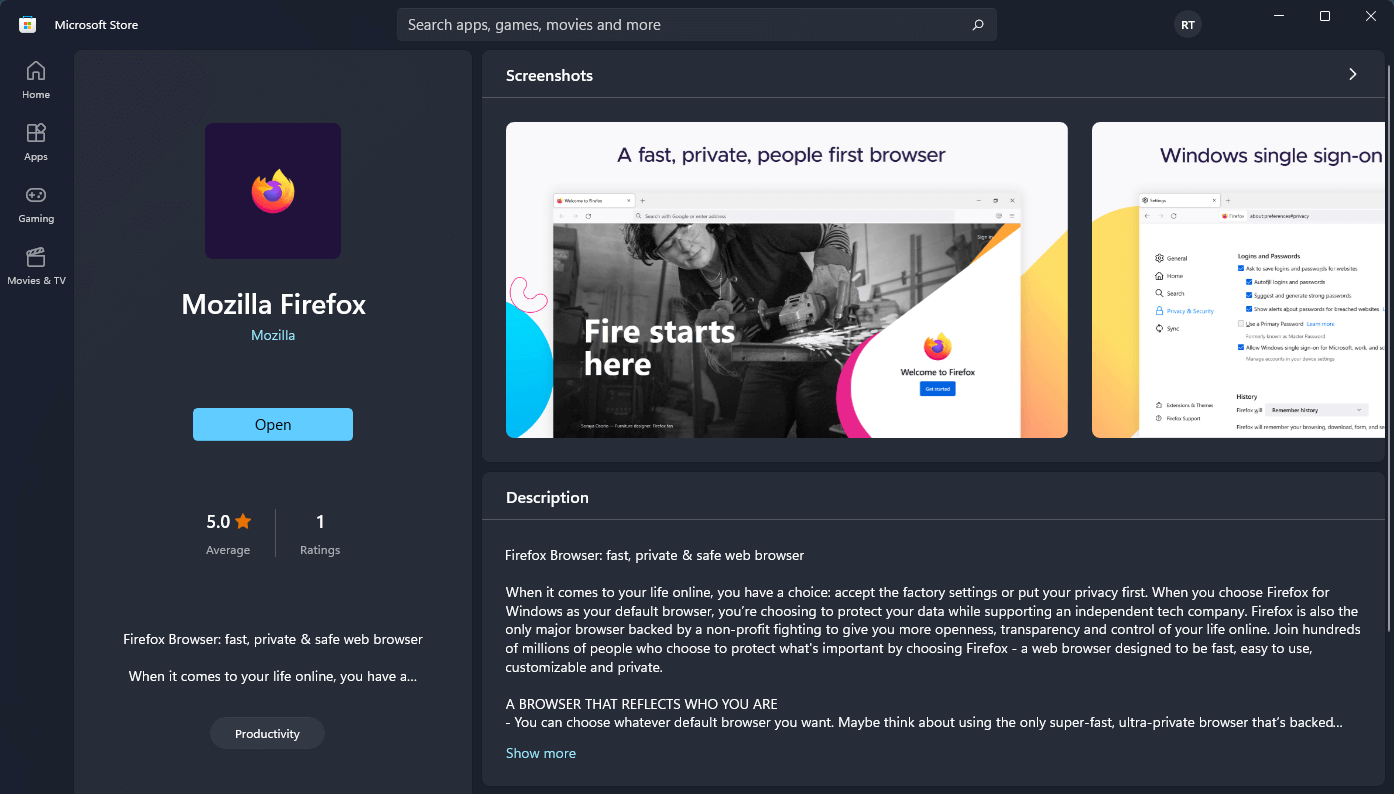 Microsoft Store
Search apps, games, movies and more
RT
Home
Apps
Gaming
Movies & TV
Mozilla Firefox
Mozilla
Open
5.0
Average
1
Ratings
Firefox Browser: fast, private & safe web browser
When it comes to your life online, you have a...
Productivity
Screenshots
A fast, private, people first browser
Welcome to Firefox
Search with Google or enter address
Sign in
Fire starts
here
Welcome to Firefox
Get started
Furniture designer. Firefox fan
Windows single sign-on
Settings
Firefox
about:preferences#privacy
General
Home
Search
Privacy & Security
Sync
Extensions & Themes
Firefox Support
Logins and Passwords
Ask to save logins and passwords for websites
Autofill logins and passwords
Suggest and generate strong passwords
Show alerts about passwords for breached websites
Use a Primary Password Learn more
Formerly known as Master Password
Allow Windows single sign-on for Microsoft, work, and
Manage accounts in your device settings
History
Firefox will Remember history
Firefox will remember your browsing, download, form, and
Description
Firefox Browser: fast, private & safe web browser
When it comes to your life online, you have a choice: accept the factory settings or put your privacy first. When you choose Firefox for
Windows as your default browser, you’re choosing to protect your data while supporting an independent tech company. Firefox is also the
only major browser backed by a non-profit fighting to give you more openness, transparency and control of your life online. Join hundreds
of millions of people who choose to protect what's important by choosing Firefox - a web browser designed to be fast, easy to use,
customizable and private.
A BROWSER THAT REFLECTS WHO YOU ARE
- You can choose whatever default browser you want. Maybe think about using the only super-fast, ultra-private browser that’s backed...
Show more